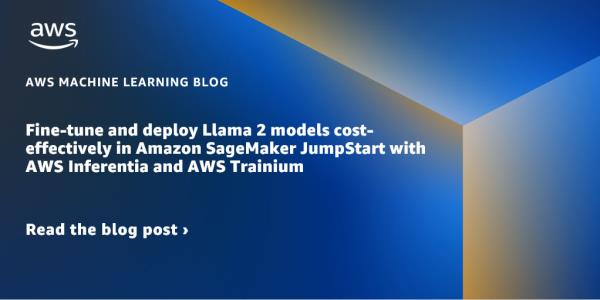 aws
AWS MACHINE LEARNING BLOG
Fine-tune and deploy Llama 2 models cost-
effectively in Amazon SageMaker JumpStart with
AWS Inferentia and AWS Trainium
Read the blog post ›